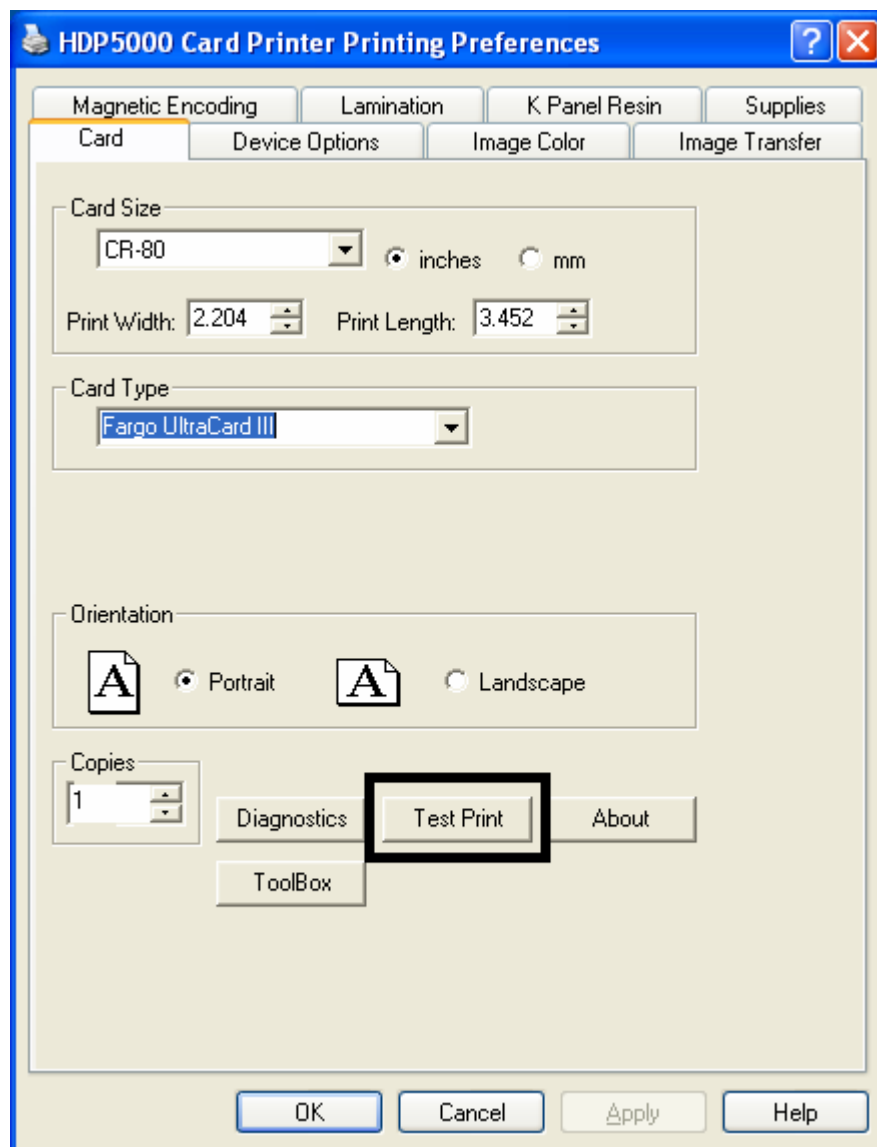 HDP5000 Card Printer Printing Preferences
Magnetic Encoding Lamination K Panel Resin Supplies
Card Device Options Image Color Image Transfer
Card Size
CR-80 inches mm
Print Width: 2.204 Print Length: 3.452
Card Type
Fargo UltraCard III
Orientation
A Portrait A Landscape
Copies
1
Diagnostics Test Print About
ToolBox
OK Cancel Apply Help